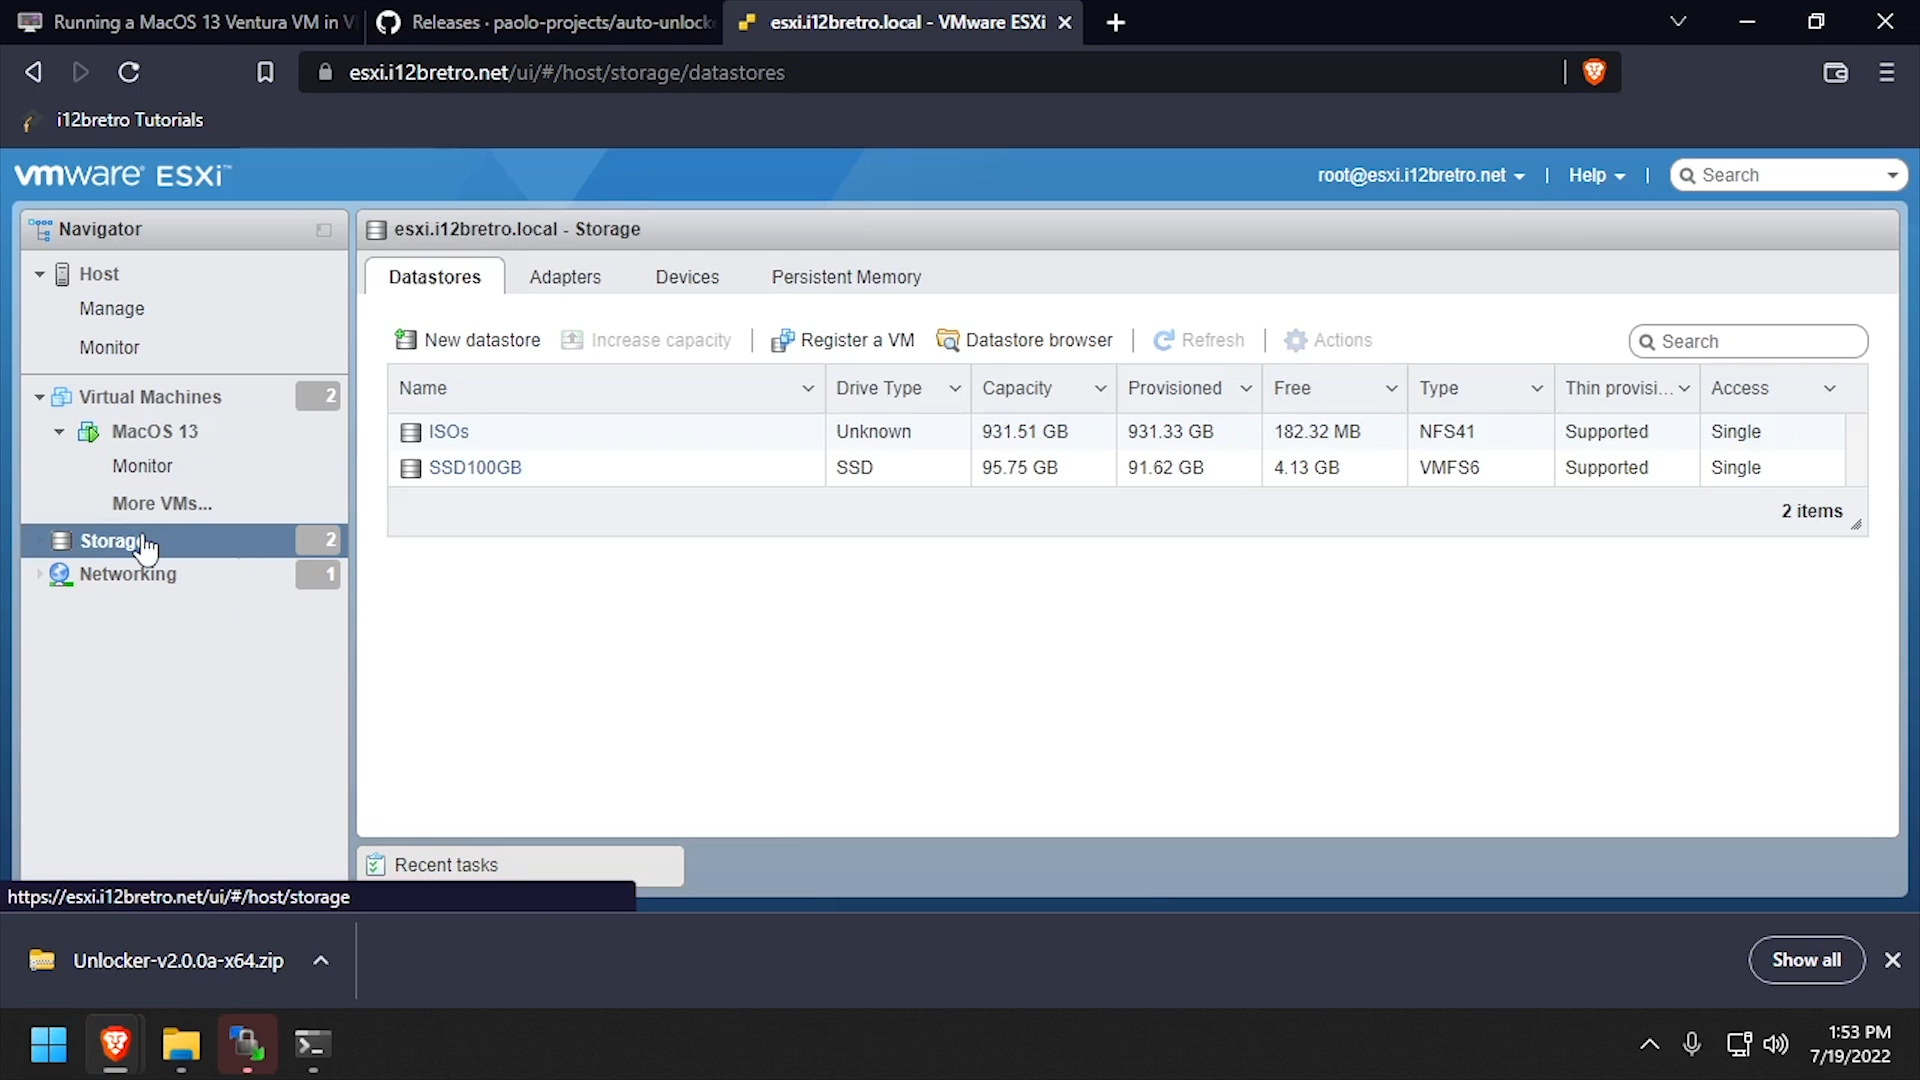 Running a MacOS 13 Ventura VM in V
Releases · paolo-projects/auto-unlocke
esxi.i12bretro.local - VMware ESXi
esxi.i12bretro.net/ui/#/host/storage/datastores
i12bretro Tutorials
vmware® ESXi™
root@esxi.i12bretro.net
Help
Search
Navigator
Host
Manage
Monitor
Virtual Machines 2
MacOS 13
Monitor
More VMs...
Storage 2
Networking 1
esxi.i12bretro.local - Storage
Datastores Adapters Devices Persistent Memory
New datastore Increase capacity Register a VM Datastore browser Refresh Actions Search
Name Drive Type Capacity Provisioned Free Type Thin provisi... Access
ISOs Unknown 931.51 GB 931.33 GB 182.32 MB NFS41 Supported Single
SSD100GB SSD 95.75 GB 91.62 GB 4.13 GB VMFS6 Supported Single
2 items
Recent tasks
https://esxi.i12bretro.net/ui/#/host/storage
Unlocker-v2.0.0a-x64.zip
Show all
1:53 PM
7/19/2022